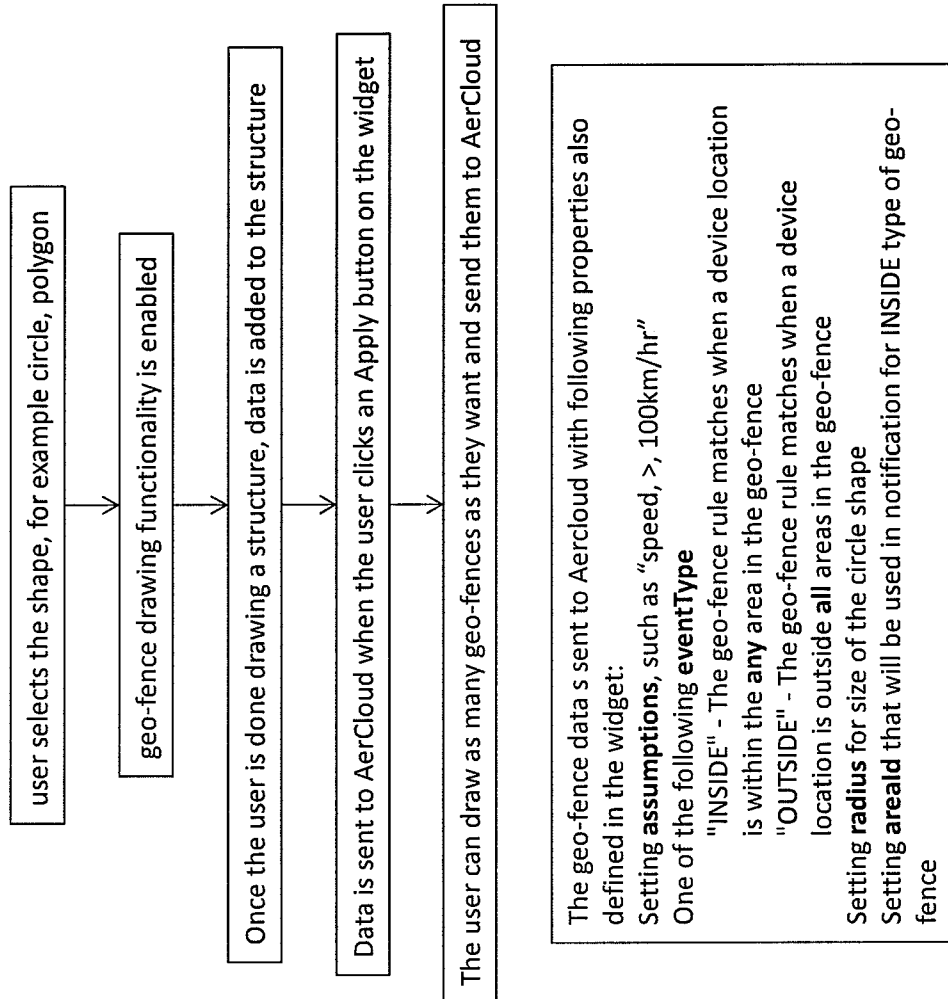 user selects the shape, for example circle, polygon
geo-fence drawing functionality is enabled
Once the user is done drawing a structure, data is added to the structure
Data is sent to AerCloud when the user clicks an Apply button on the widget
The user can draw as many geo-fences as they want and send them to AerCloud
The geo-fence data s sent to Aercloud with following properties also
defined in the widget:
Setting assumptions, such as “speed, >, 100km/hr”
One of the following eventType
"INSIDE" - The geo-fence rule matches when a device location
is within the any area in the geo-fence
"OUTSIDE" - The geo-fence rule matches when a device
location is outside all areas in the geo-fence
Setting radius for size of the circle shape
Setting areaId that will be used in notification for INSIDE type of geo-
fence